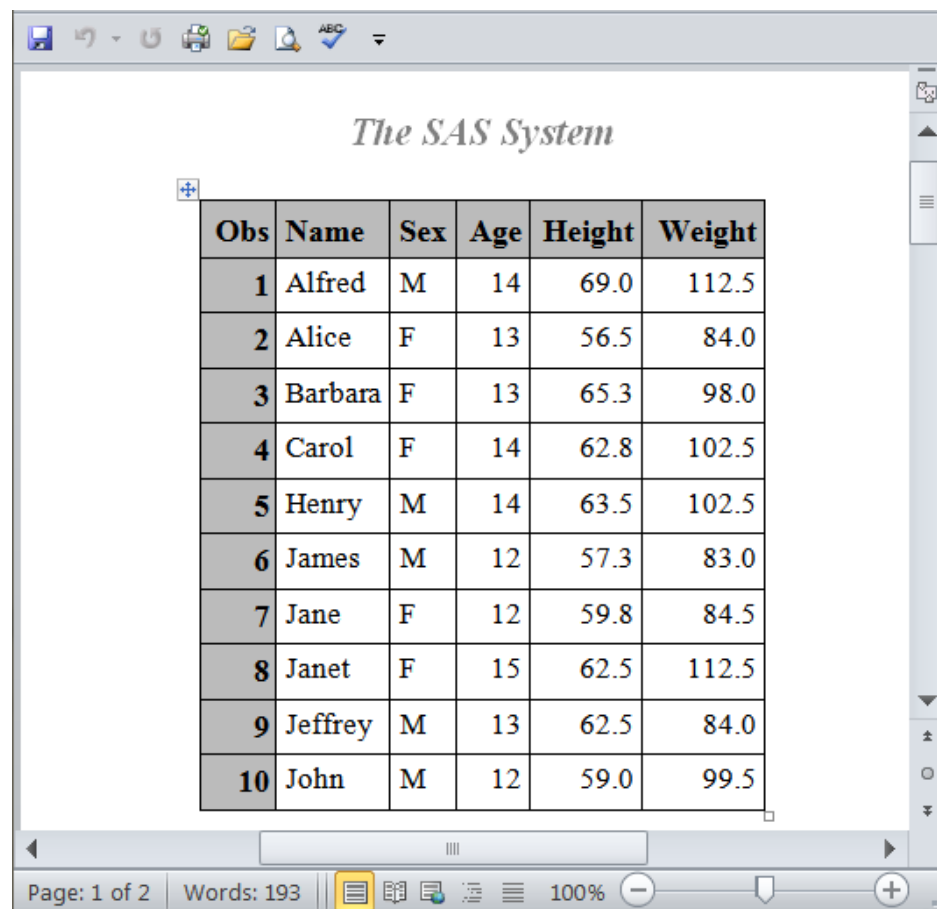 ABC
The SAS System
Obs Name Sex Age Height Weight
1 Alfred M 14 69.0 112.5
2 Alice F 13 56.5 84.0
3 Barbara F 13 65.3 98.0
4 Carol F 14 62.8 102.5
5 Henry M 14 63.5 102.5
6 James M 12 57.3 83.0
7 Jane F 12 59.8 84.5
8 Janet F 15 62.5 112.5
9 Jeffrey M 13 62.5 84.0
10 John M 12 59.0 99.5
Page: 1 of 2 Words: 193 100%